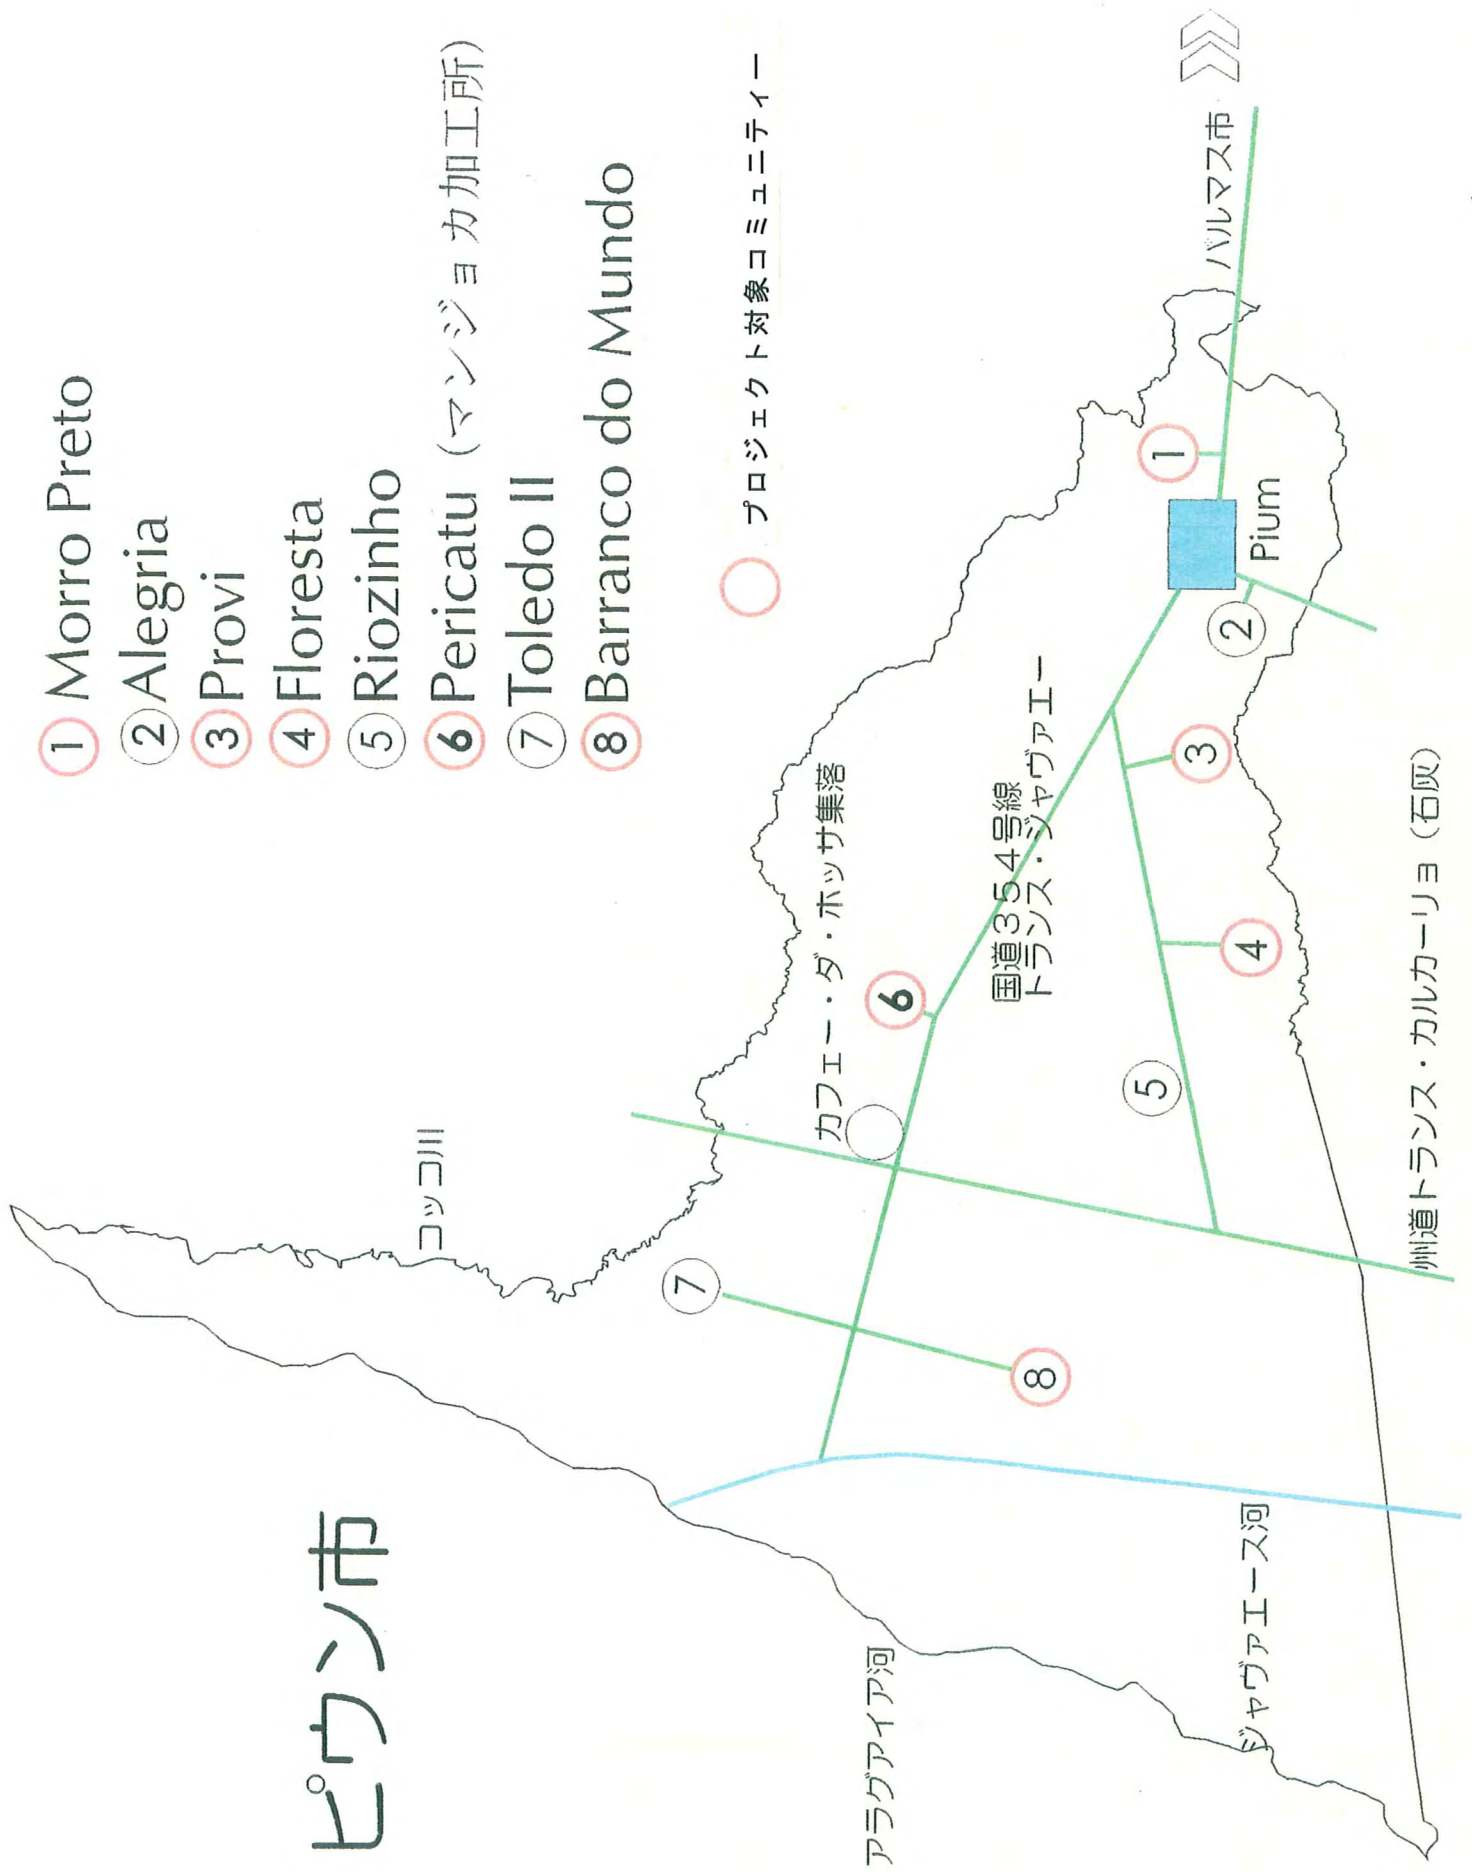 ピウン市
① Morro Preto
② Alegria
③ Provi
④ Floresta
⑤ Riozinho
⑥ Pericatu（マンジョカ加工所）
⑦ Toledo II
⑧ Barranco do Mundo
プロジェクト対象コミュニティー
コッコ川
カフェー・ダ・ホッサ集落
国道３５４号線
トランス・ジャヴァエー
アラグアイア河
ジャヴァエース河
州道トランス・カルカーリョ（石灰）
パルマス市
Pium
①
②
③
④
⑤
⑥
⑦
⑧